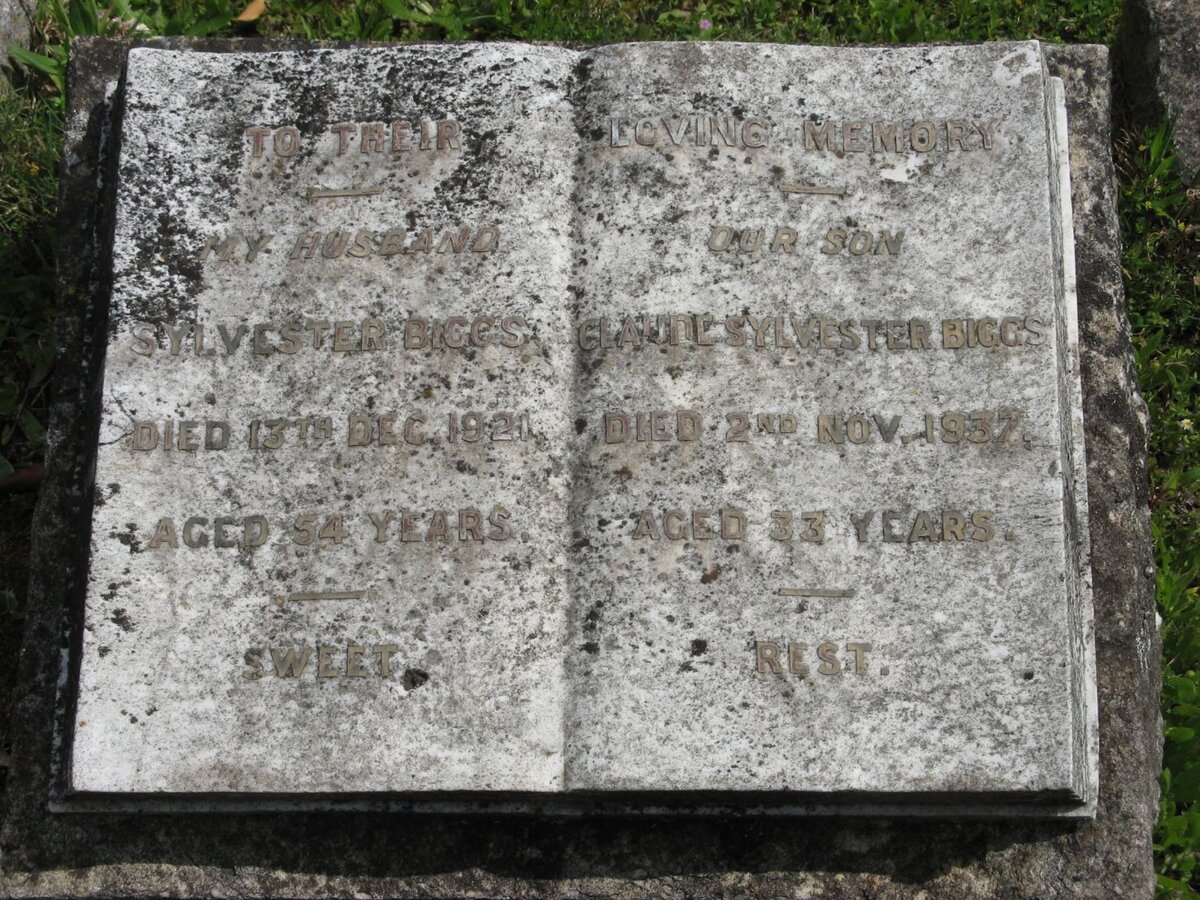 TO THEIR LOVING MEMORY
MY HUSBAND
SYLVESTER BIGGS
DIED 13TH DEC. 1921.
AGED 54 YEARS.
OUR SON
CLAUDE SYLVESTER BIGGS
DIED 2ND NOV. 1937.
AGED 33 YEARS.
SWEET REST.